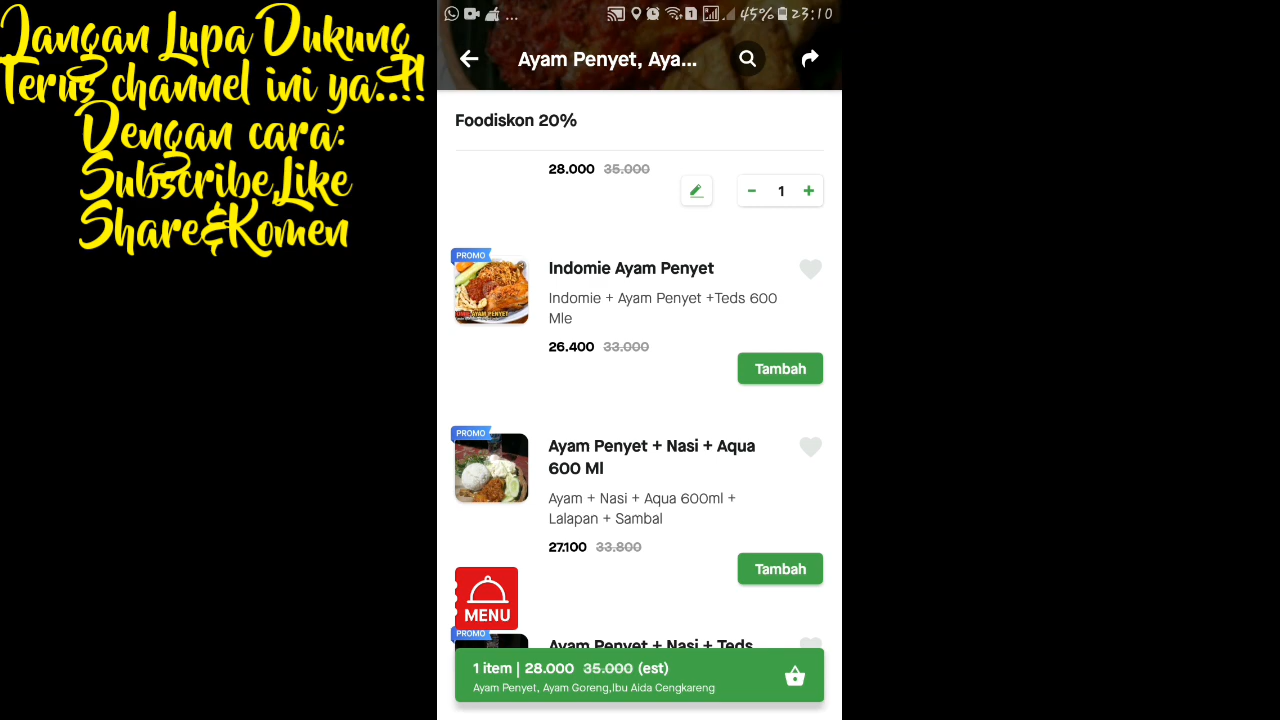 Jangan Lupa Dukung
Terus channel ini ya..!!
Dengan cara:
Subscribe,Like
Share&Komen
... 45% 23:10
Ayam Penyet, Aya...
Foodiskon 20%
28.000 35.000
- 1 +
PROMO
Indomie Ayam Penyet
Indomie + Ayam Penyet +Teds 600
Mle
AYAM PENYET
26.400 33.000
Tambah
PROMO
Ayam Penyet + Nasi + Aqua
600 Ml
Ayam + Nasi + Aqua 600ml +
Lalapan + Sambal
27.100 33.800
Tambah
MENU
PROMO
Ayam Penyet + Nasi + Teds
1 item | 28.000 35.000 (est)
Ayam Penyet, Ayam Goreng,Ibu Aida Cengkareng